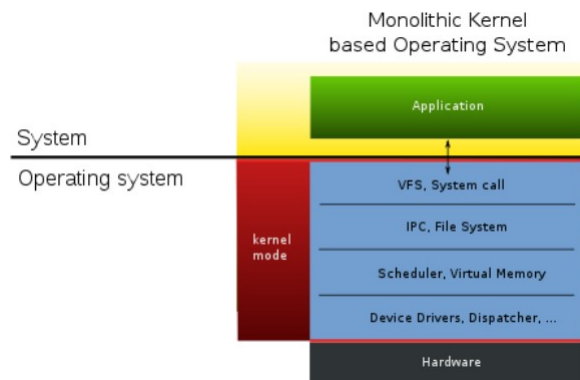 Monolithic Kernel
based Operating System
Application
System
Operating system
VFS, System call
IPC, File System
kernel
mode
Scheduler, Virtual Memory
Device Drivers, Dispatcher, ...
Hardware